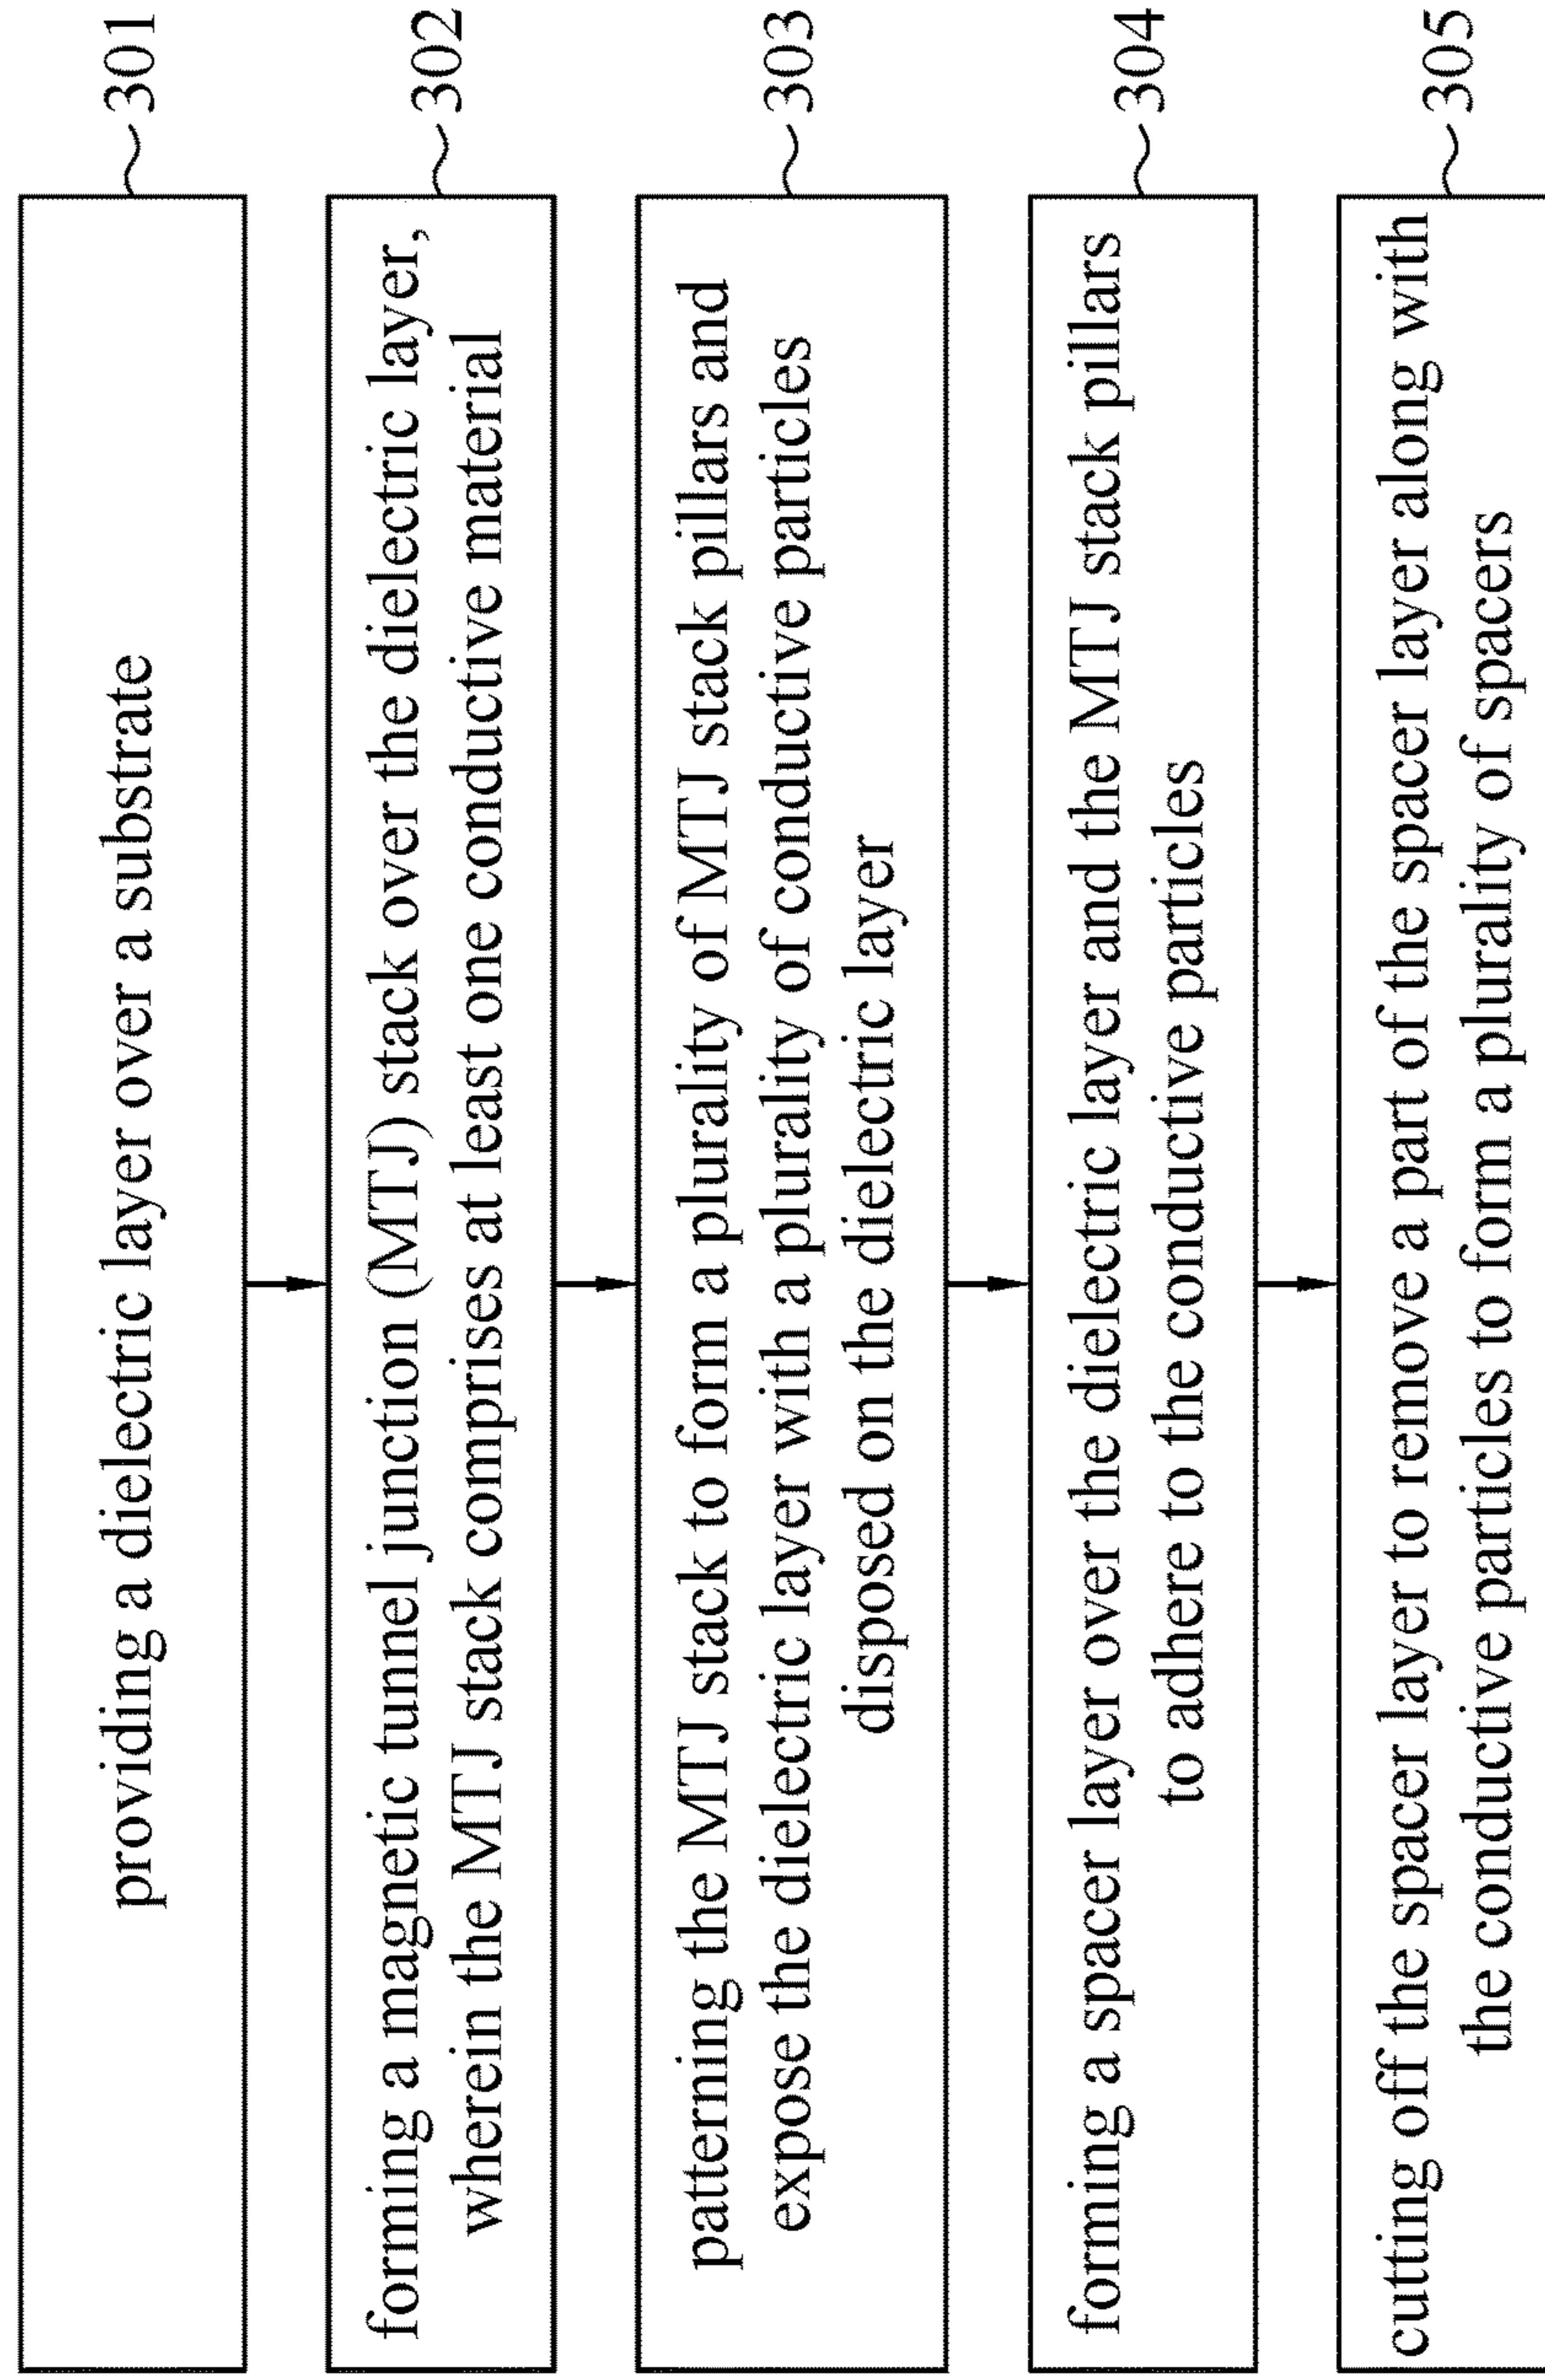 providing a dielectric layer over a substrate
301
forming a magnetic tunnel junction (MTJ) stack over the dielectric layer,
wherein the MTJ stack comprises at least one conductive material
302
patterning the MTJ stack to form a plurality of MTJ stack pillars and
expose the dielectric layer with a plurality of conductive particles
disposed on the dielectric layer
303
forming a spacer layer over the dielectric layer and the MTJ stack pillars
to adhere to the conductive particles
304
cutting off the spacer layer to remove a part of the spacer layer along with
the conductive particles to form a plurality of spacers
305